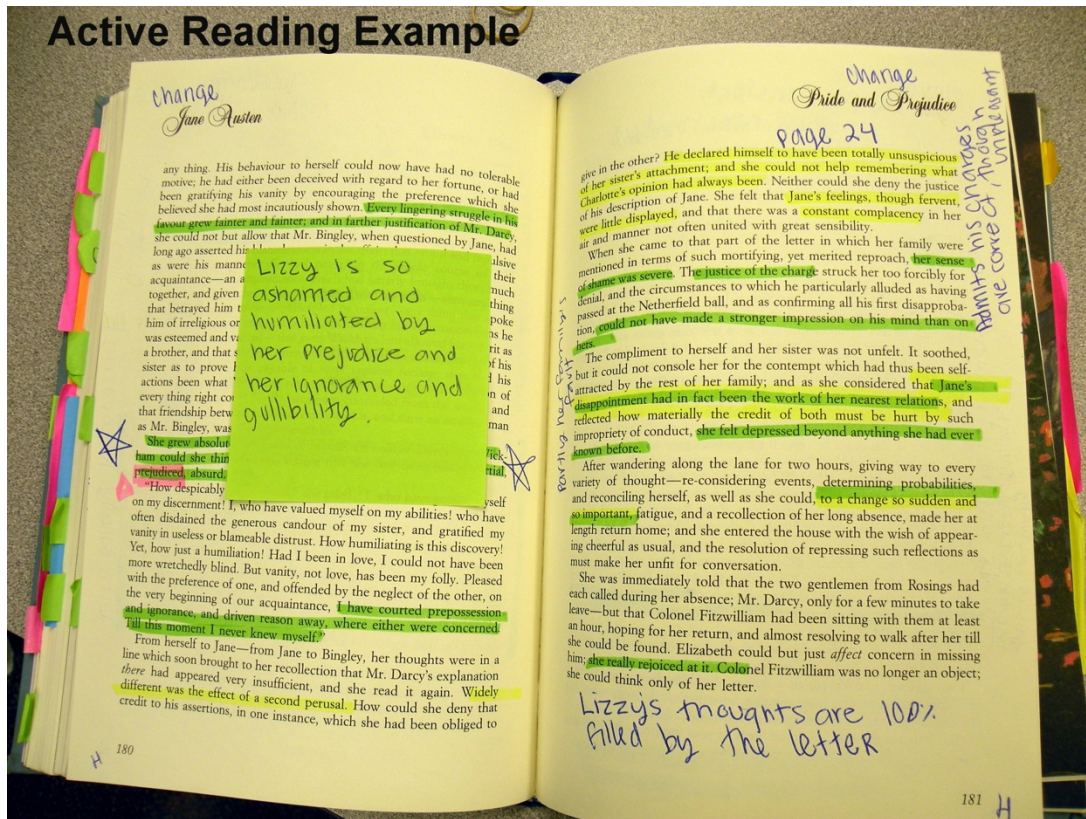 Active Reading Example
change
Jane Austen
any thing. His behaviour to herself could now have had no tolerable
motive; he had either been deceived with regard to her fortune, or had
been gratifying his vanity by encouraging the preference which she
believed she had most incautiously shown. Every lingering struggle in his
favour grew fainter and fainter; and in farther justification of Mr. Darcy,
she could not but allow that Mr. Bingley, when questioned by Jane, had
long ago asserted his
as were his manne
acquaintance—an a
together, and given
that betrayed him
him of irreligious or
was esteemed and
a brother, and that
sister as to prove
actions been what
every thing right co
that friendship betw
as Mr. Bingley, was
ulsive
their
much
thing
poke
he
rit as
of his
his
on of
and
man
Lizzy is so
ashamed and
humiliated by
her prejudice and
her ignorance and
gullibility.
She grew absolut
ham could she thin
prejudiced, absurd.
ick-
rtial,
"How despicably
yself
on my discernment! I, who have valued myself on my abilities! who have
often disdained the generous candour of my sister, and gratified my
vanity in useless or blameable distrust. How humiliating is this discovery!
Yet, how just a humiliation! Had I been in love, I could not have been
more wretchedly blind. But vanity, not love, has been my folly. Pleased
with the preference of one, and offended by the neglect of the other, on
the very beginning of our acquaintance, I have courted prepossession
and ignorance, and driven reason away, where either were concerned.
Till this moment I never knew myself."
From herself to Jane—from Jane to Bingley, her thoughts were in a
line which soon brought to her recollection that Mr. Darcy's explanation
there had appeared very insufficient, and she read it again. Widely
different was the effect of a second perusal. How could she deny that
credit to his assertions, in one instance, which she had been obliged to
180
H
change
Pride and Prejudice
page 24
give in the other? He declared himself to have been totally unsuspicious
of her sister's attachment; and she could not help remembering what
Charlotte's opinion had always been. Neither could she deny the justice
of his description of Jane. She felt that Jane's feelings, though fervent,
were little displayed, and that there was a constant complacency in her
air and manner not often united with great sensibility.
When she came to that part of the letter in which her family were
mentioned in terms of such mortifying, yet merited reproach, her sense
of shame was severe. The justice of the charge struck her too forcibly for
denial, and the circumstances to which he particularly alluded as having
passed at the Netherfield ball, and as confirming all his first disapproba-
tion, could not have made a stronger impression on his mind than on
hers.
The compliment to herself and her sister was not unfelt. It soothed,
but it could not console her for the contempt which had thus been self-
attracted by the rest of her family; and as she considered that Jane's
disappointment had in fact been the work of her nearest relations, and
reflected how materially the credit of both must be hurt by such
impropriety of conduct, she felt depressed beyond anything she had ever
known before.
After wandering along the lane for two hours, giving way to every
variety of thought—re-considering events, determining probabilities,
and reconciling herself, as well as she could, to a change so sudden and
so important, fatigue, and a recollection of her long absence, made her at
length return home; and she entered the house with the wish of appear-
ing cheerful as usual, and the resolution of repressing such reflections as
must make her unfit for conversation.
She was immediately told that the two gentlemen from Rosings had
each called during her absence; Mr. Darcy, only for a few minutes to take
leave—but that Colonel Fitzwilliam had been sitting with them at least
an hour, hoping for her return, and almost resolving to walk after her till
she could be found. Elizabeth could but just affect concern in missing
him; she really rejoiced at it. Colonel Fitzwilliam was no longer an object;
she could think only of her letter.
Admits his charges
are correct, though
unpleasant
partly her family's
fault
Lizzy's thoughts are 100%
filled by the letter
181
H